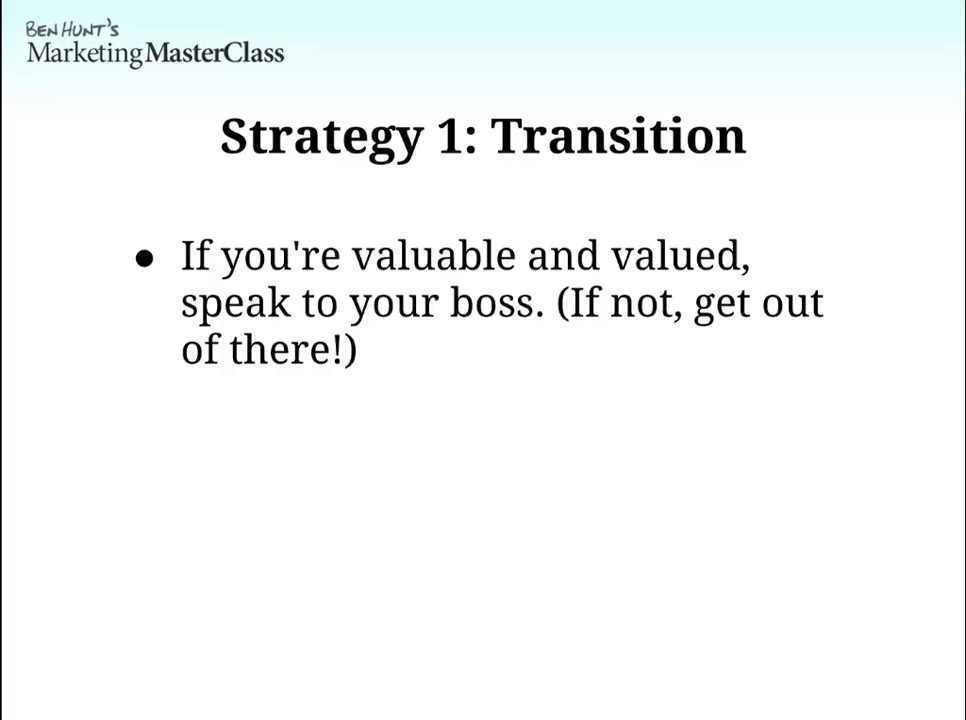 BEN HUNT'S
MarketingMasterClass
Strategy 1: Transition
● If you're valuable and valued,
speak to your boss. (If not, get out
of there!)